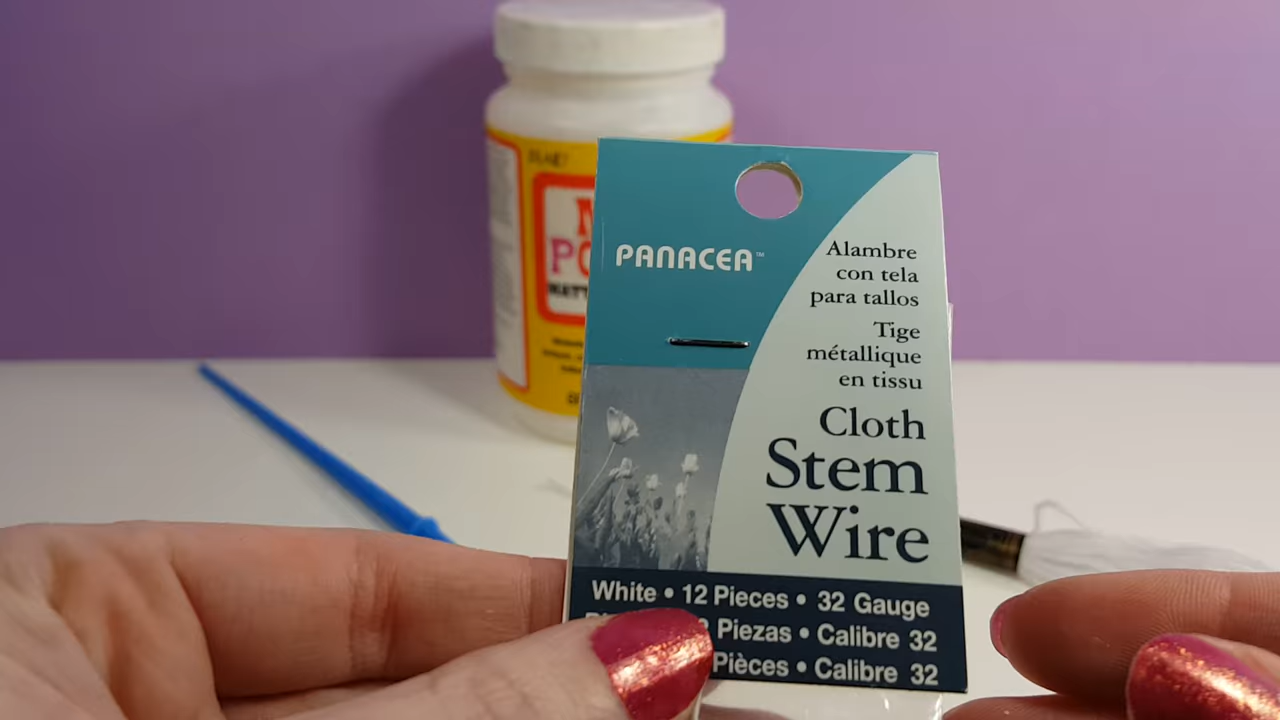 PANACEA™
Alambre
con tela
para tallos
Tige
métallique
en tissu
Cloth
Stem
Wire
White • 12 Pieces • 32 Gauge
Piezas • Calibre 32
Pièces • Calibre 32